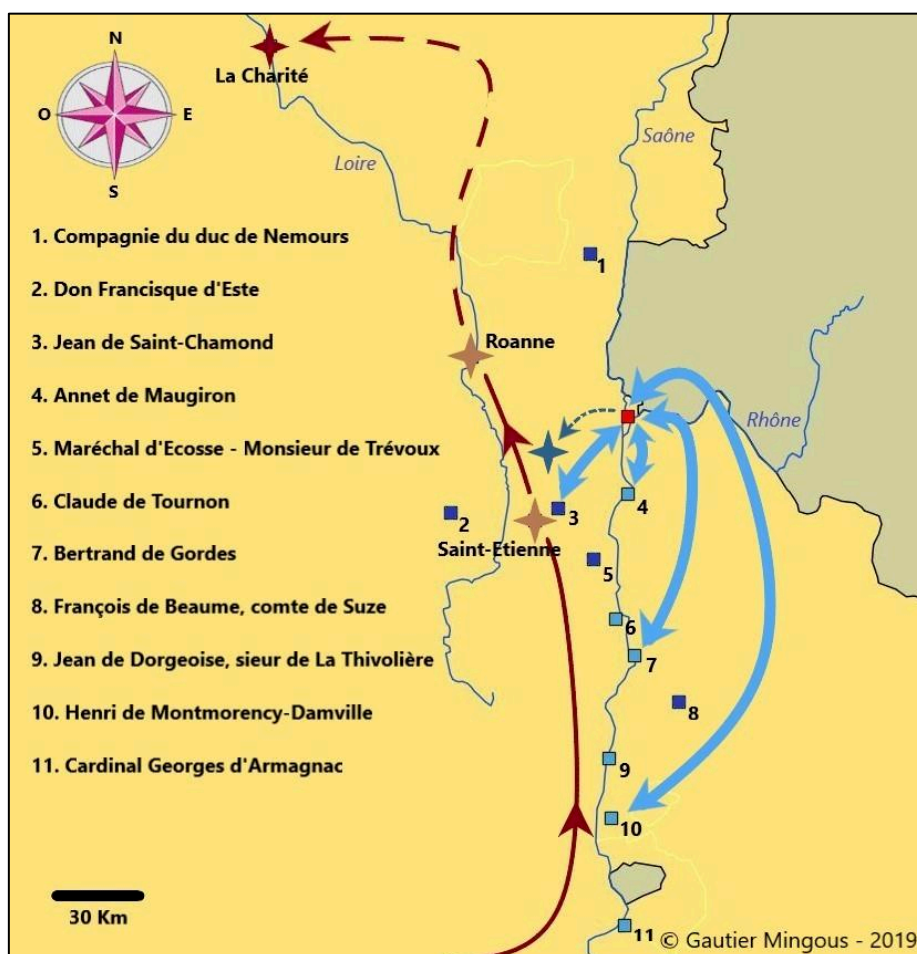 N
La Charité
O
E
S
Loire
Saône
1. Compagnie du duc de Nemours
1
2. Don Francisque d'Este
3. Jean de Saint-Chamond
Roanne
4. Annet de Maugiron
Rhône
5. Maréchal d'Ecosse - Monsieur de Trévoux
6. Claude de Tournon
4
3
2
Saint-Etienne
7. Bertrand de Gordes
5
8. François de Beaume, comte de Suze
6
9. Jean de Dorgeoise, sieur de La Thivolière
7
10. Henri de Montmorency-Damville
8
11. Cardinal Georges d'Armagnac
9
10
30 Km
11
© Gautier Mingous - 2019